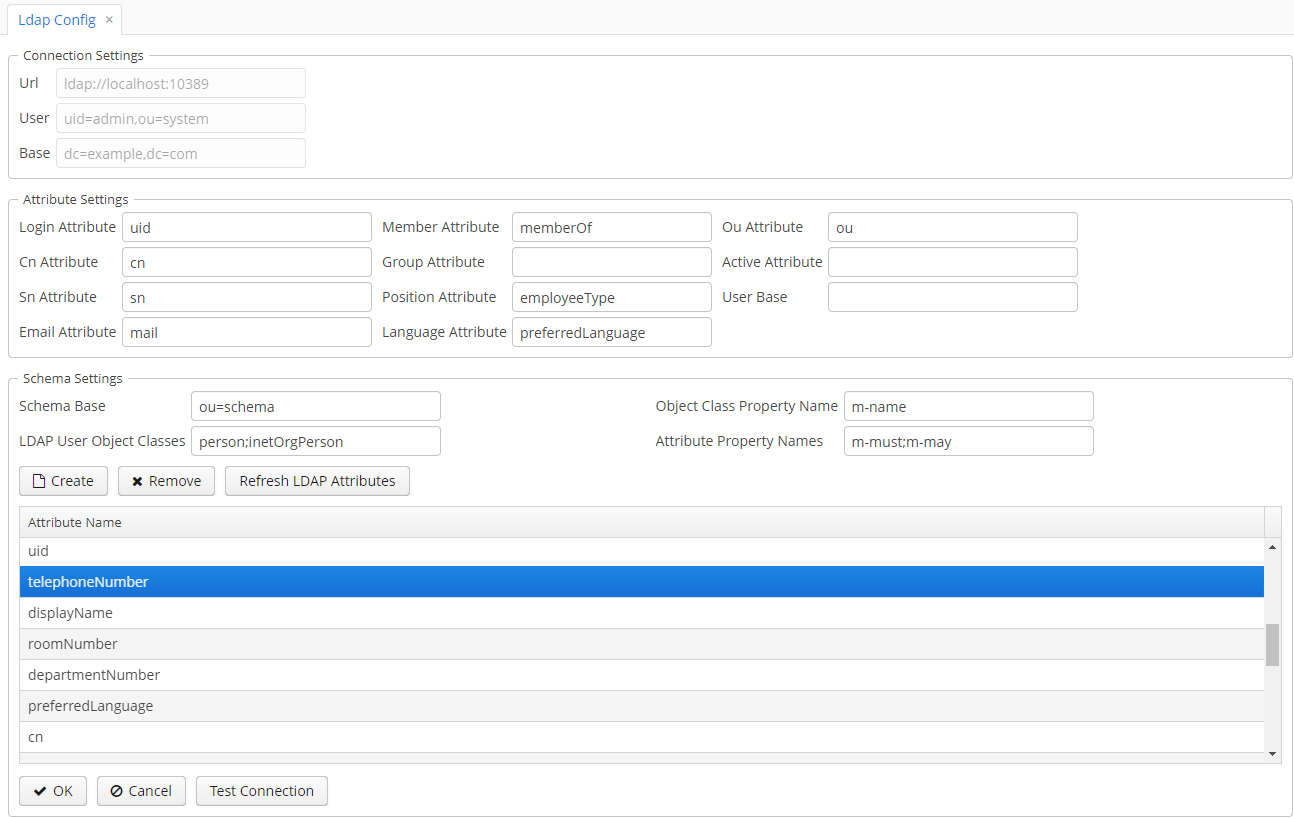 Ldap Config ×
Connection Settings
Url ldap://localhost:10389
User uid=admin,ou=system
Base dc=example,dc=com
Attribute Settings
Login Attribute uid Member Attribute memberOf Ou Attribute ou
Cn Attribute cn Group Attribute Active Attribute
Sn Attribute sn Position Attribute employeeType User Base
Email Attribute mail Language Attribute preferredLanguage
Schema Settings
Schema Base ou=schema Object Class Property Name m-name
LDAP User Object Classes person;inetOrgPerson Attribute Property Names m-must;m-may
Create Remove Refresh LDAP Attributes
Attribute Name
uid
telephoneNumber
displayName
roomNumber
departmentNumber
preferredLanguage
cn
OK Cancel Test Connection